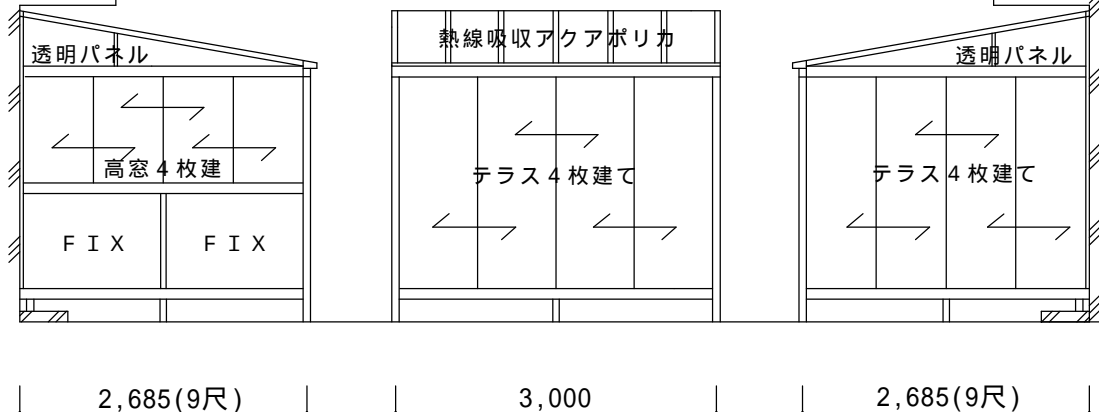 透明パネル
熱線吸収アクアポリカ
透明パネル
高窓４枚建
テラス４枚建て
テラス４枚建て
ＦＩＸ
ＦＩＸ
2,685(9尺)
3,000
2,685(9尺)